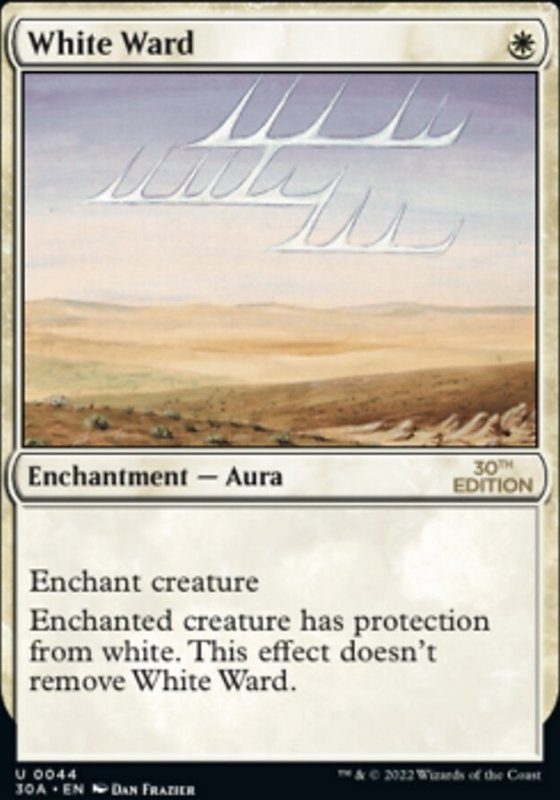 White Ward
Enchantment — Aura
30TH
EDITION
Enchant creature
Enchanted creature has protection
from white. This effect doesn't
remove White Ward.
U 0044
30A • EN Dan Frazier
™ & © 2022 Wizards of the Coast